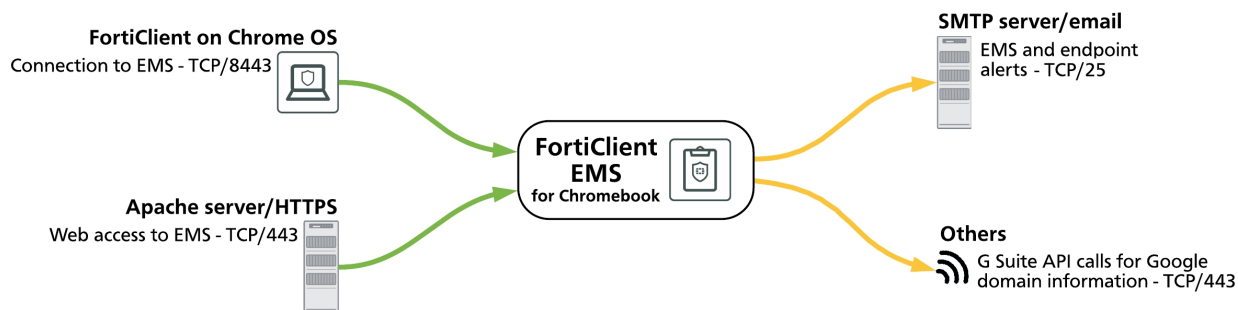 FortiClient on Chrome OS
Connection to EMS - TCP/8443
Apache server/HTTPS
Web access to EMS - TCP/443
FortiClient
EMS
for Chromebook
SMTP server/email
EMS and endpoint
alerts - TCP/25
Others
G Suite API calls for Google
domain information - TCP/443